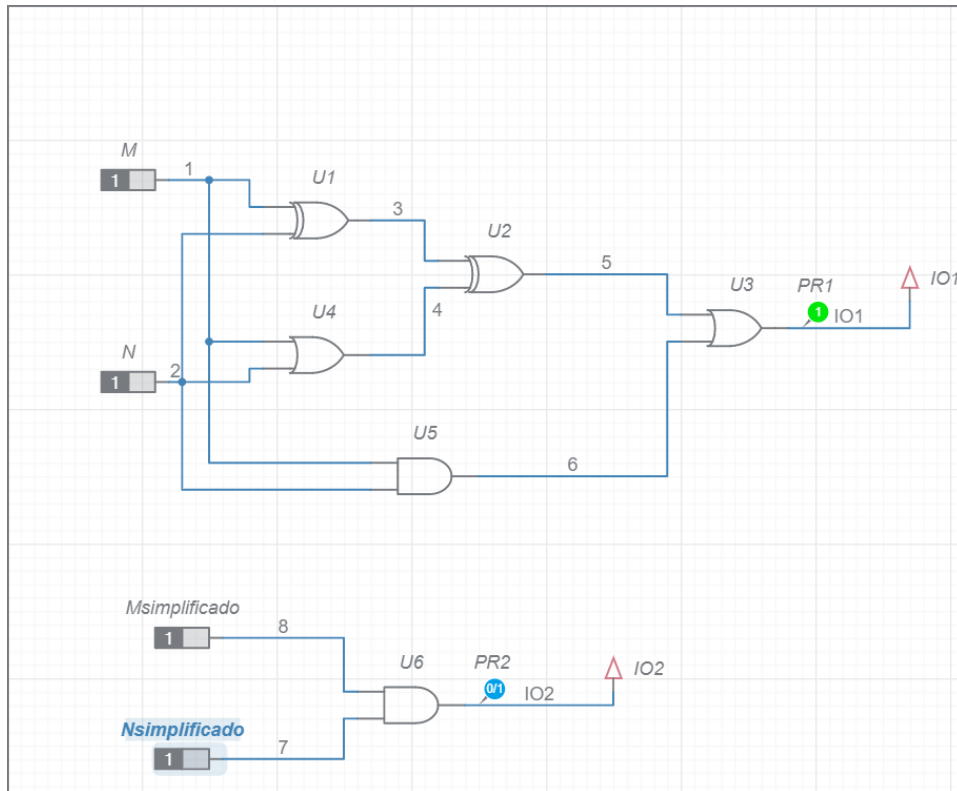 M
1
1
U1
3
U2
5
U4
4
U3
PR1
1
IO1
IO1
N
1
2
U5
6
Msimplificado
1
8
U6
PR2
0/1
IO2
IO2
Nsimplificado
1
7